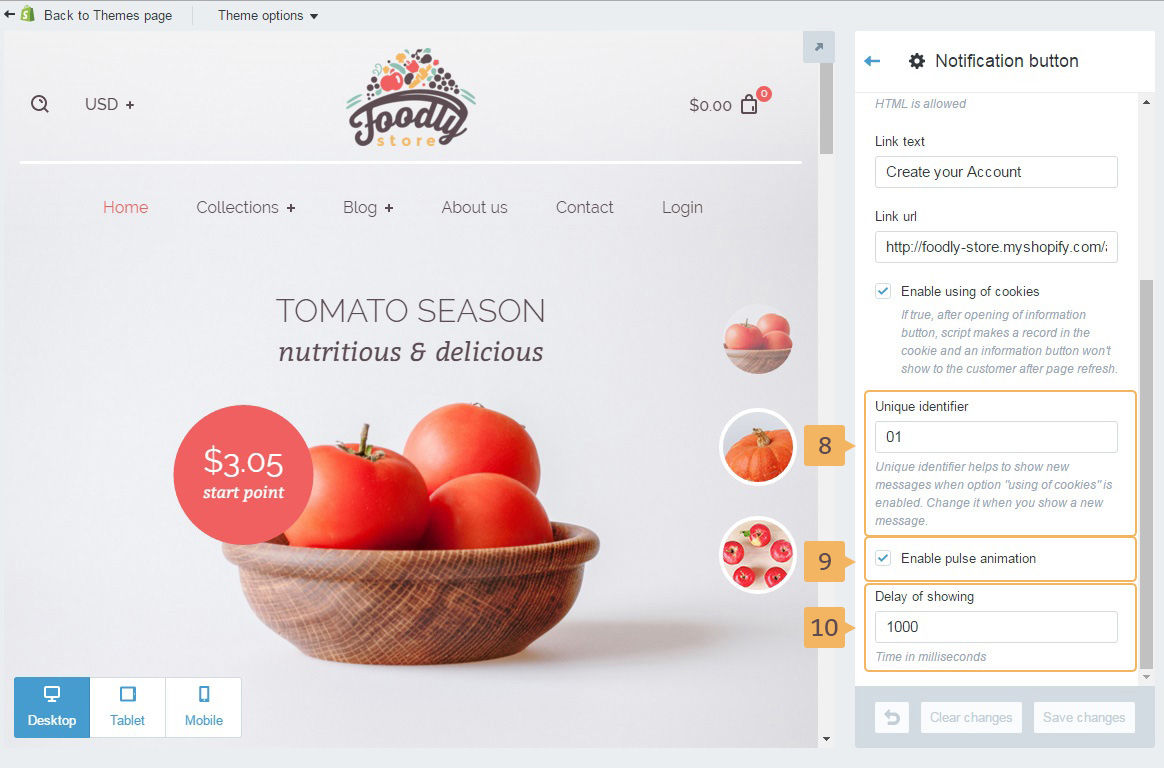 Back to Themes page
Theme options
USD +
Foodly
store
$0.00
0
Home
Collections +
Blog +
About us
Contact
Login
TOMATO SEASON
nutritious & delicious
$3.05
start point
Desktop
Tablet
Mobile
Notification button
HTML is allowed
Link text
Create your Account
Link url
http://foodly-store.myshopify.com/a
Enable using of cookies
If true, after opening of information
button, script makes a record in the
cookie and an information button won't
show to the customer after page refresh.
8
Unique identifier
01
Unique identifier helps to show new
messages when option "using of cookies" is
enabled. Change it when you show a new
message.
9
Enable pulse animation
10
Delay of showing
1000
Time in milliseconds
Clear changes
Save changes